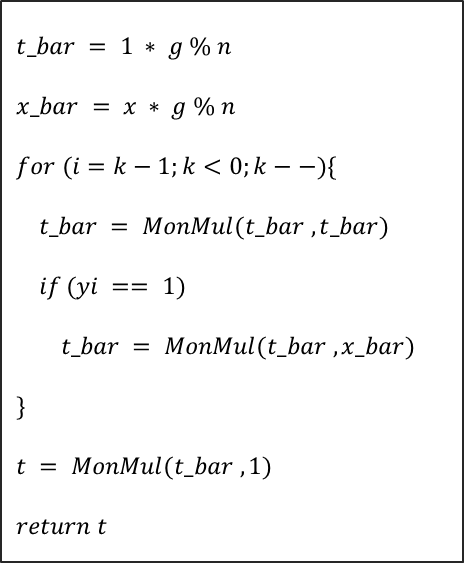 t_bar = 1 * g % n
x_bar = x * g % n
for (i = k − 1; k < 0; k − −){
t_bar = MonMul(t_bar ,t_bar)
if (yi == 1)
t_bar = MonMul(t_bar ,x_bar)
}
t = MonMul(t_bar ,1)
return t